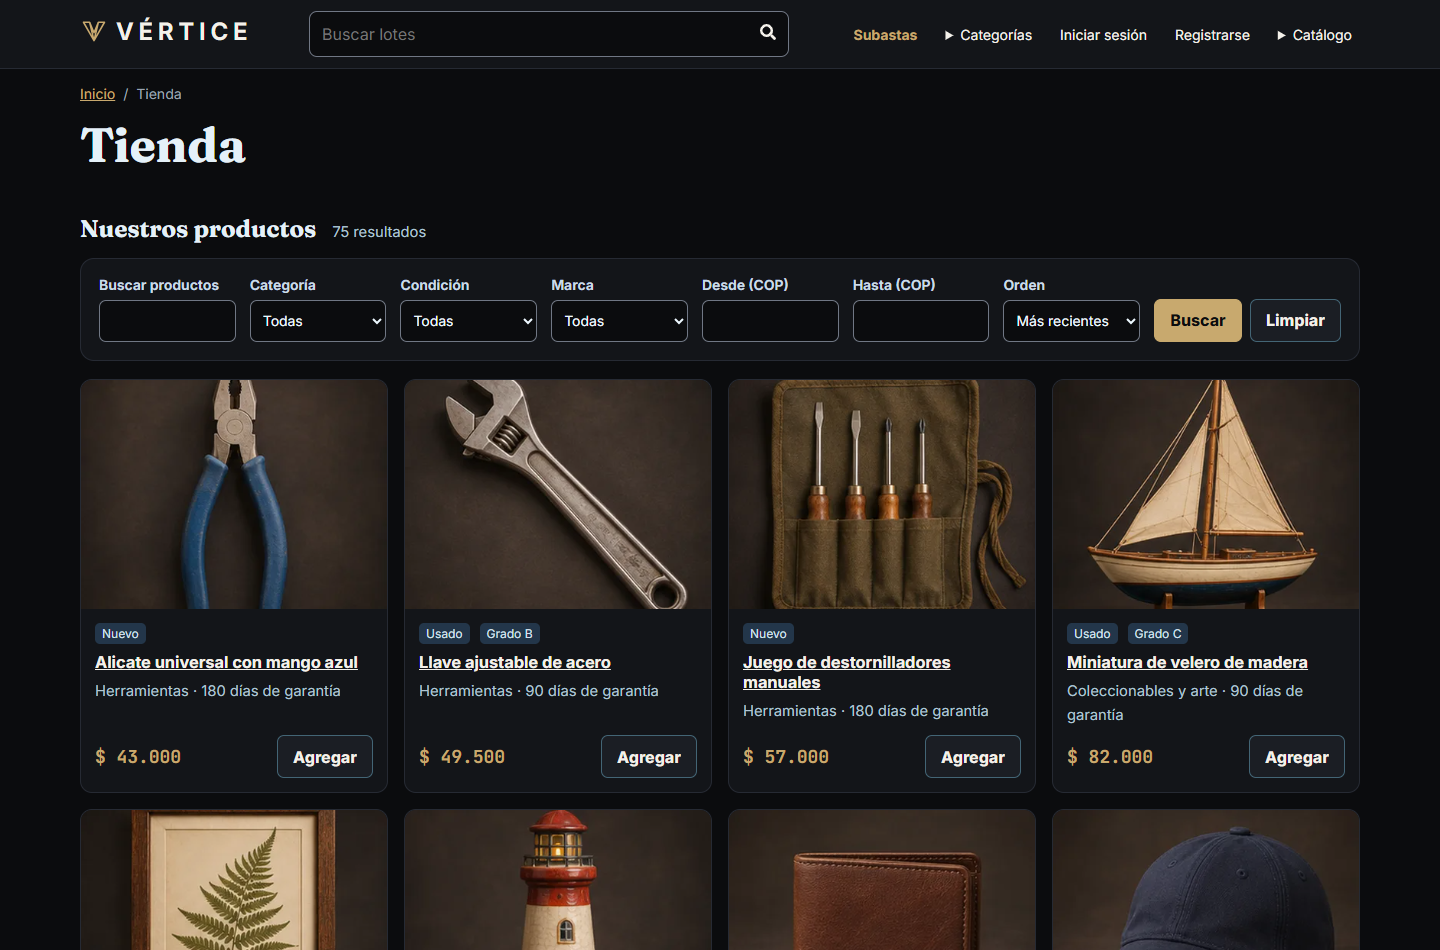 VÉRTICE
Buscar lotes
Subastas
Categorías
Iniciar sesión
Registrarse
Catálogo
Inicio / Tienda
Tienda
Nuestros productos 75 resultados
Buscar productos
Categoría
Condición
Marca
Desde (COP)
Hasta (COP)
Orden
Todas
Todas
Todas
Más recientes
Buscar
Limpiar
Nuevo
Alicate universal con mango azul
Herramientas · 180 días de garantía
$ 43.000
Agregar
Usado Grado B
Llave ajustable de acero
Herramientas · 90 días de garantía
$ 49.500
Agregar
Nuevo
Juego de destornilladores
manuales
Herramientas · 180 días de garantía
$ 57.000
Agregar
Usado Grado C
Miniatura de velero de madera
Coleccionables y arte · 90 días de
garantía
$ 82.000
Agregar